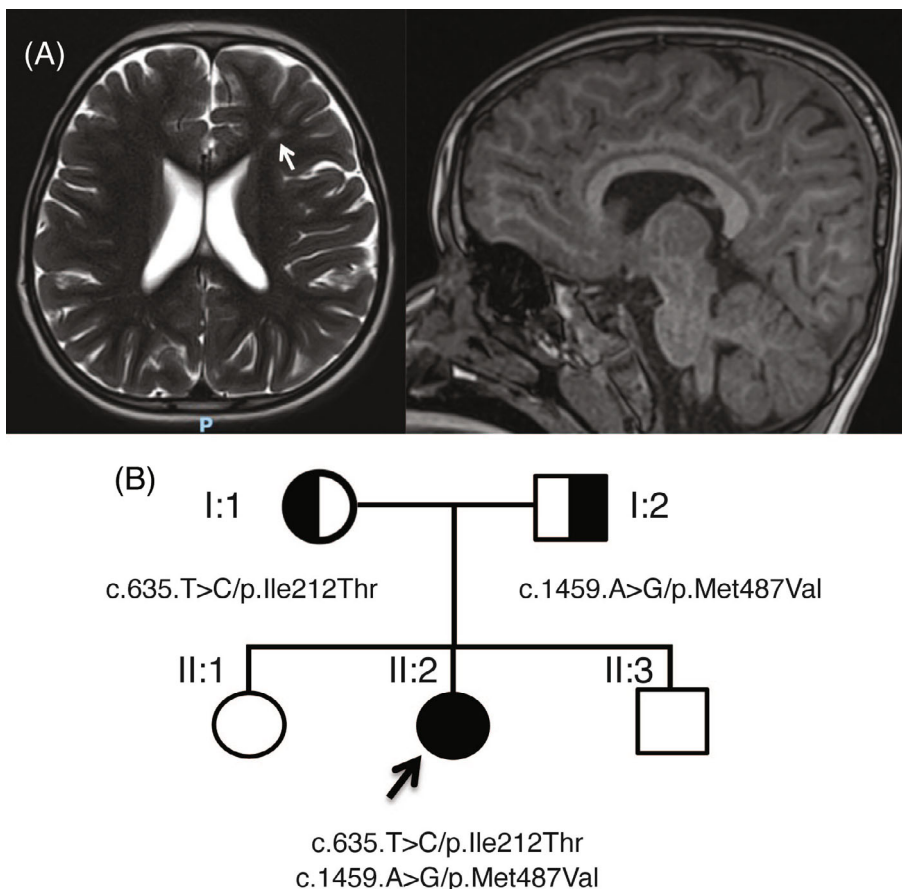 (A)
P
(B)
I:1
I:2
c.635.T>C/p.Ile212Thr
c.1459.A>G/p.Met487Val
II:1
II:2
II:3
c.635.T>C/p.Ile212Thr
c.1459.A>G/p.Met487Val